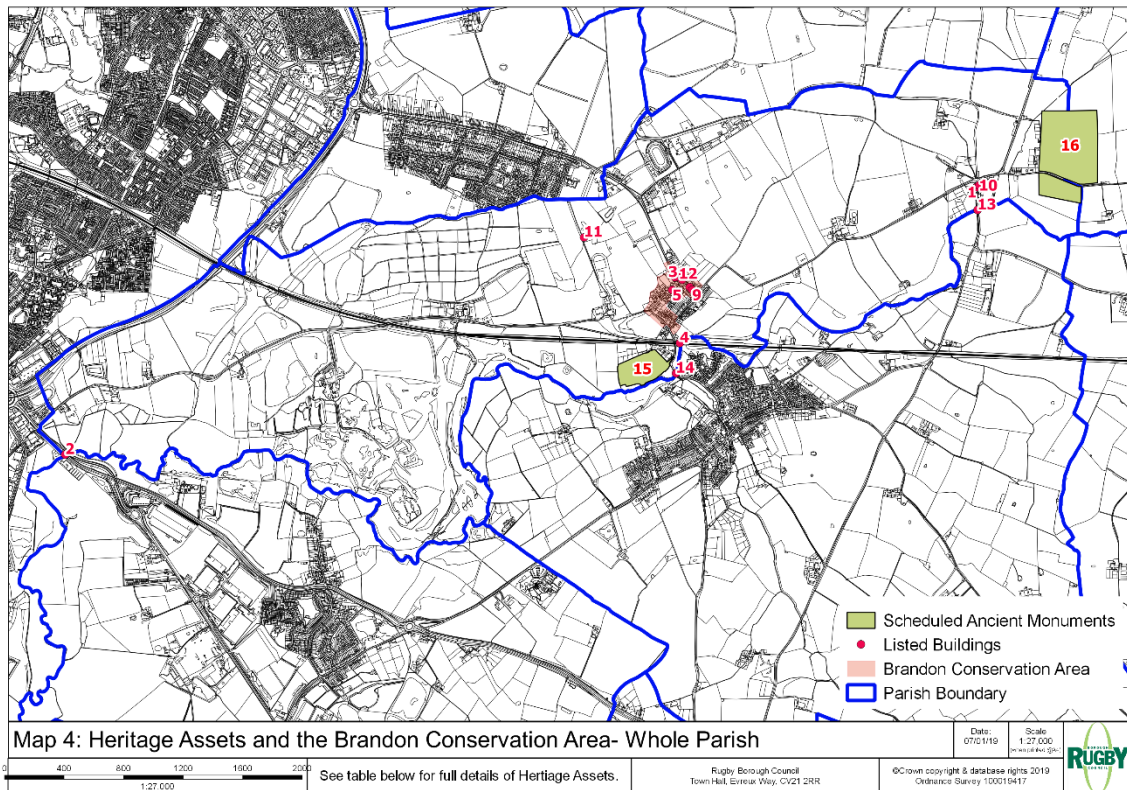 16
10
1
13
11
3 12
5 9
4
15
14
2
Scheduled Ancient Monuments
Listed Buildings
Brandon Conservation Area
Parish Boundary
Map 4: Heritage Assets and the Brandon Conservation Area- Whole Parish
Date:
07/01/19
Scale
1:27,000
0 400 800 1200 1600 2000
1:27.000
See table below for full details of Hertiage Assets.
Rugby Borough Council
Town Hall, Evreux Way, CV21 2RR
©Crown copyright & database rights 2019
Ordnance Survey 100019417
RUGBY